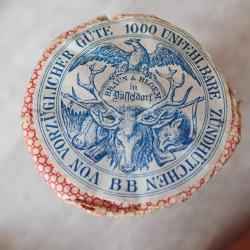 1000 UNFEHLBARE ZÜNDHÜTCHEN VON VORZÜGLICHER GÜTE
BRAUN & BLOEM
in
Düsseldorf
BB